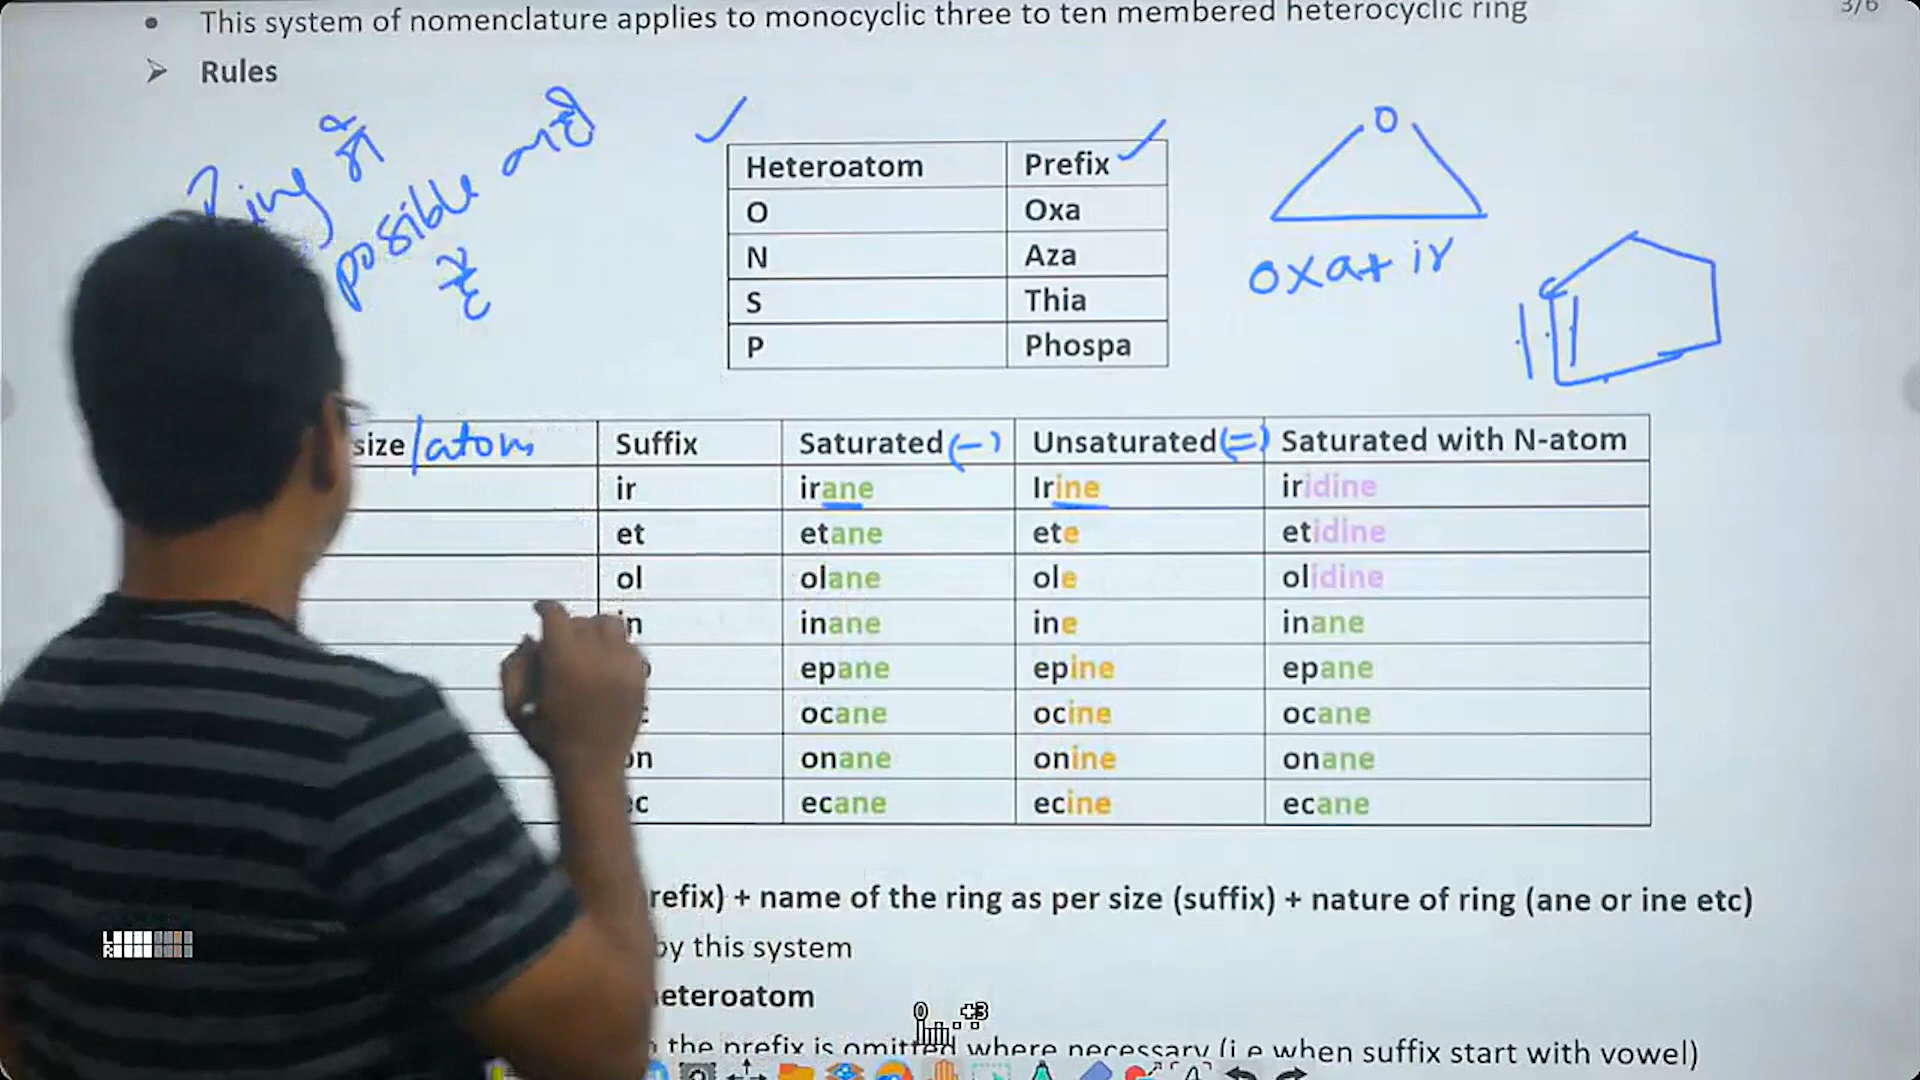 This system of nomenclature applies to monocyclic three to ten membered heterocyclic ring
3/6
Rules
Ring में
possible नहीं
है
Heteroatom Prefix
O Oxa
N Aza
S Thia
P Phospa
O
oxa+ ir
size/atom Suffix Saturated(-) Unsaturated(=) Saturated with N-atom
ir irane Irine iridine
et etane ete etidine
ol olane ole olidine
inane ine inane
epane epine epane
ocane ocine ocane
onane onine onane
ecane ecine ecane
+ name of the ring as per size (suffix) + nature of ring (ane or ine etc)
by this system
the prefix is omitted where necessary (i e when suffix start with vowel)
L
R
0 +3